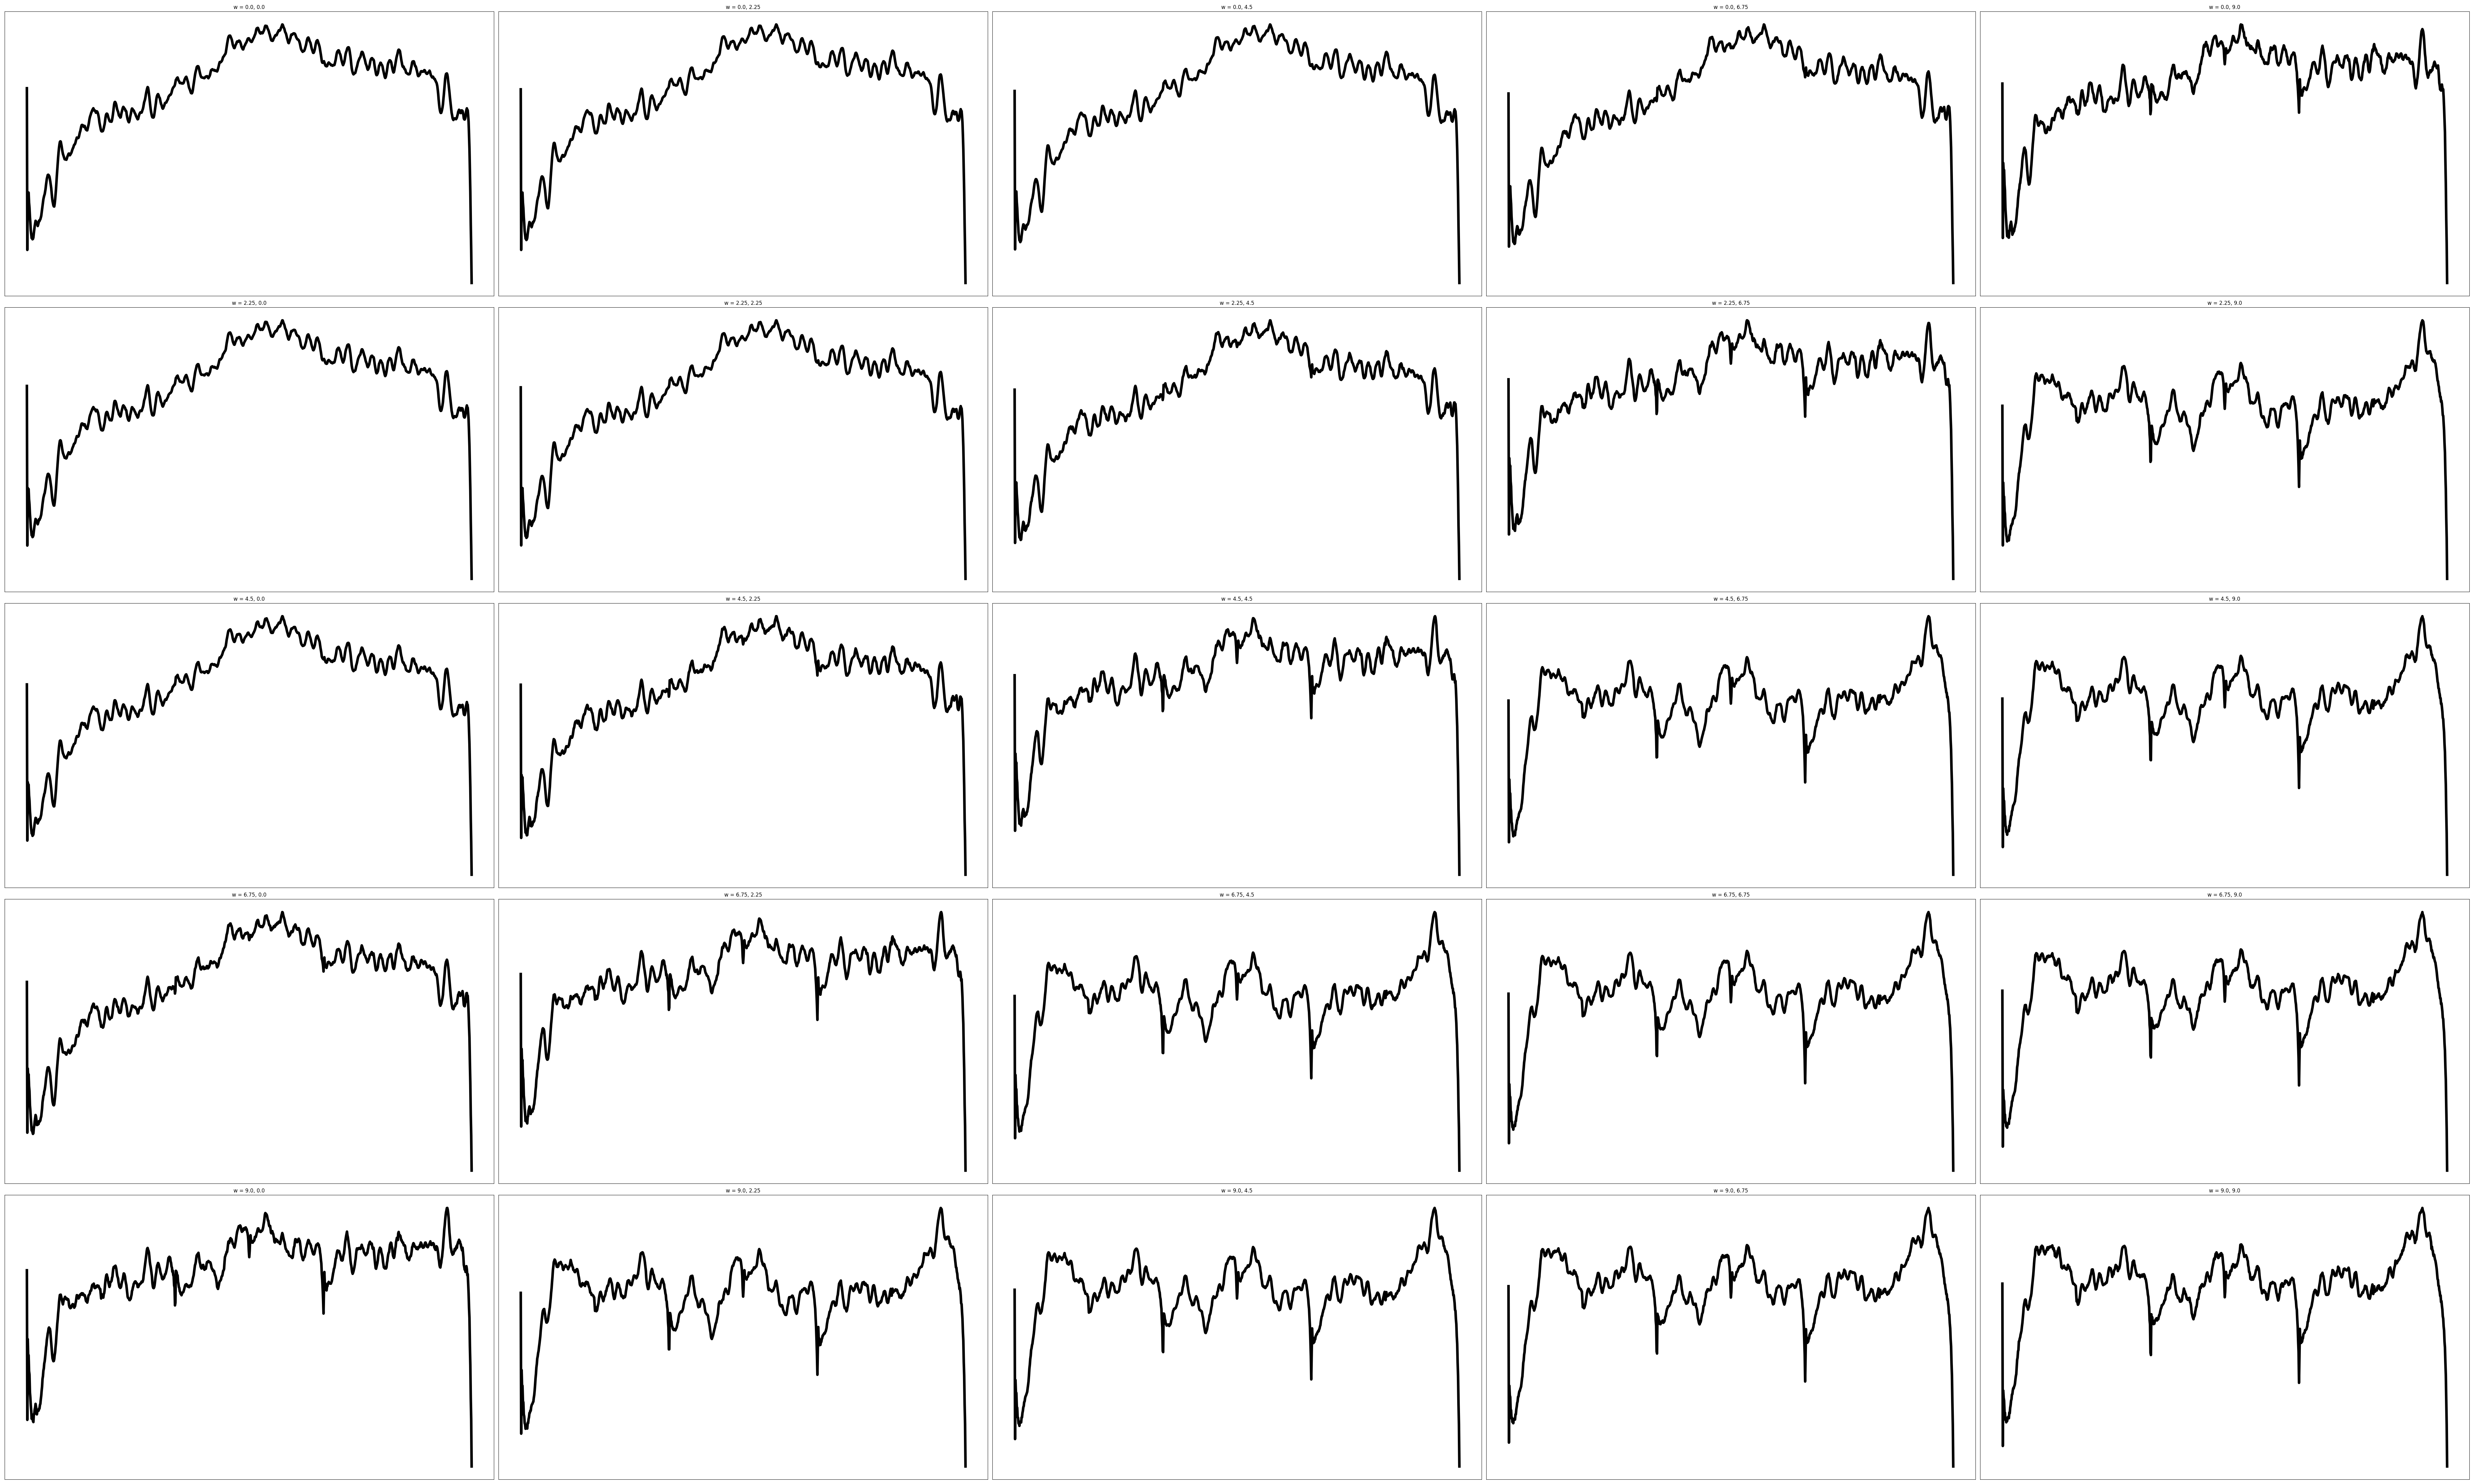 w = 0.0, 0.0
w = 0.0, 2.25
w = 0.0, 4.5
w = 0.0, 6.75
w = 0.0, 9.0
w = 2.25, 0.0
w = 2.25, 2.25
w = 2.25, 4.5
w = 2.25, 6.75
w = 2.25, 9.0
w = 4.5, 0.0
w = 4.5, 2.25
w = 4.5, 4.5
w = 4.5, 6.75
w = 4.5, 9.0
w = 6.75, 0.0
w = 6.75, 2.25
w = 6.75, 4.5
w = 6.75, 6.75
w = 6.75, 9.0
w = 9.0, 0.0
w = 9.0, 2.25
w = 9.0, 4.5
w = 9.0, 6.75
w = 9.0, 9.0